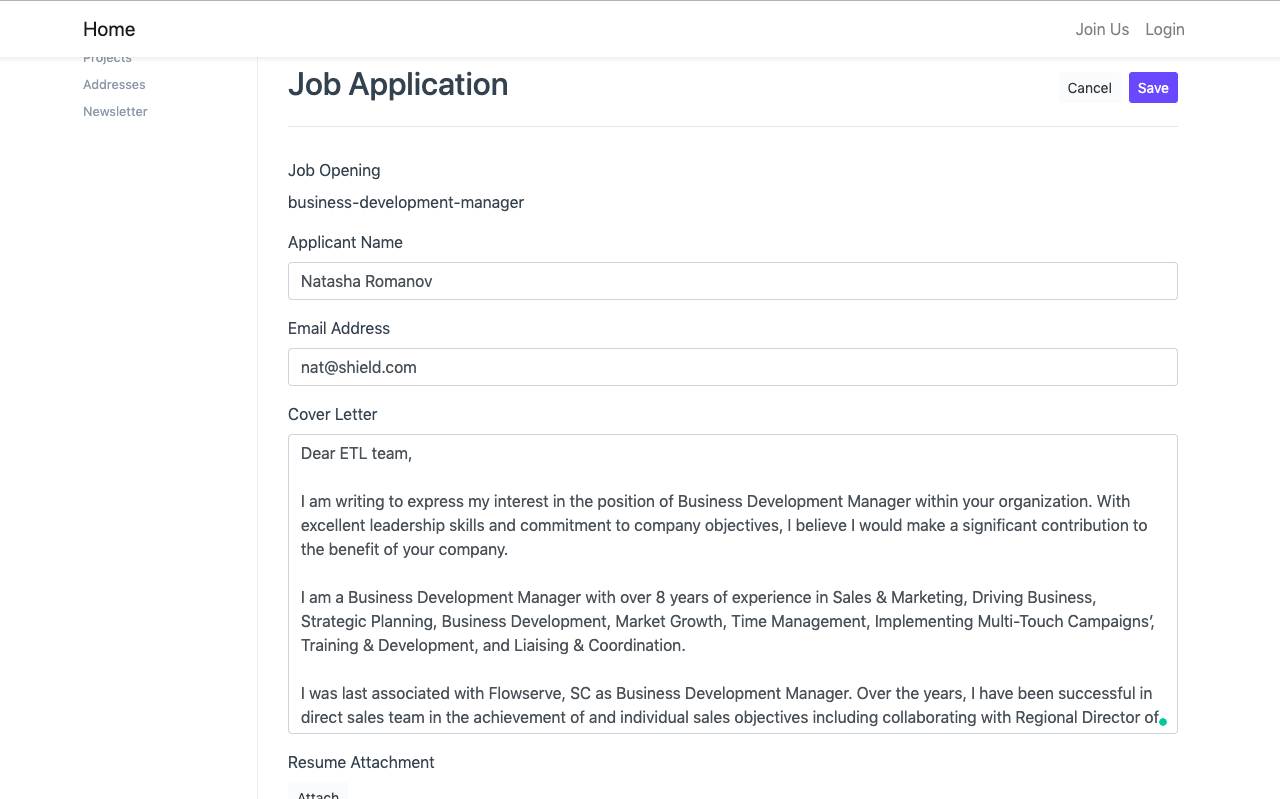 Home
Join Us
Login
Projects
Addresses
Newsletter
Job Application
Cancel
Save
Job Opening
business-development-manager
Applicant Name
Natasha Romanov
Email Address
nat@shield.com
Cover Letter
Dear ETL team,
I am writing to express my interest in the position of Business Development Manager within your organization. With
excellent leadership skills and commitment to company objectives, I believe I would make a significant contribution to
the benefit of your company.
I am a Business Development Manager with over 8 years of experience in Sales & Marketing, Driving Business,
Strategic Planning, Business Development, Market Growth, Time Management, Implementing Multi-Touch Campaigns’,
Training & Development, and Liaising & Coordination.
I was last associated with Flowserve, SC as Business Development Manager. Over the years, I have been successful in
direct sales team in the achievement of and individual sales objectives including collaborating with Regional Director of
Resume Attachment
Attach